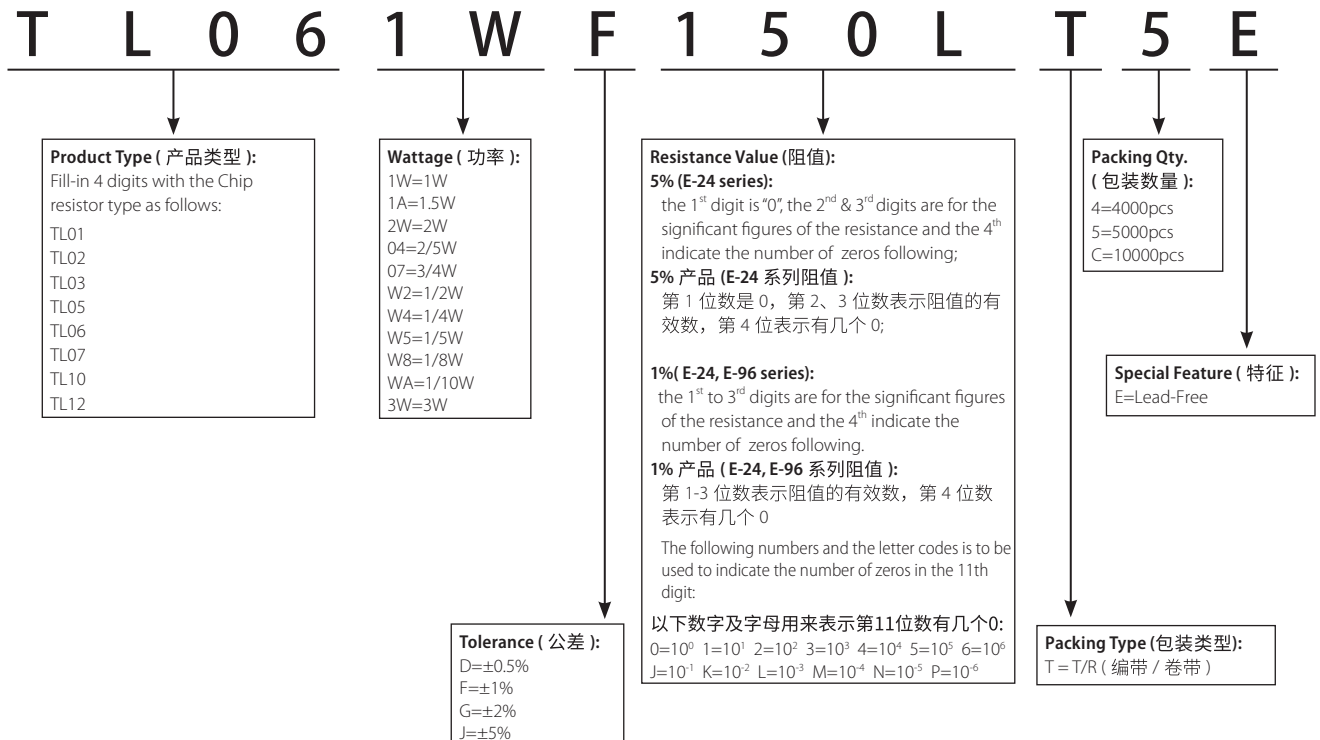 T L 0 6 1 W F 1 5 0 L T 5 E
Product Type ( 产品类型 ):
Fill-in 4 digits with the Chip
resistor type as follows:
TL01
TL02
TL03
TL05
TL06
TL07
TL10
TL12
Wattage ( 功率 ):
1W=1W
1A=1.5W
2W=2W
04=2/5W
07=3/4W
W2=1/2W
W4=1/4W
W5=1/5W
W8=1/8W
WA=1/10W
3W=3W
Tolerance ( 公差 ):
D=±0.5%
F=±1%
G=±2%
J=±5%
Resistance Value (阻值):
5% (E-24 series):
the 1st digit is “0”, the 2nd & 3rd digits are for the
significant figures of the resistance and the 4th
indicate the number of zeros following;
5% 产品 (E-24 系列阻值 ):
第 1 位数是 0，第 2、3 位数表示阻值的有
效数，第 4 位表示有几个 0;
1%( E-24, E-96 series):
the 1st to 3rd digits are for the significant figures
of the resistance and the 4th indicate the
number of zeros following.
1% 产品 ( E-24, E-96 系列阻值 ):
第 1-3 位数表示阻值的有效数，第 4 位数
表示有几个 0
The following numbers and the letter codes is to be
used to indicate the number of zeros in the 11th
digit:
以下数字及字母用来表示第11位数有几个0:
0=10⁰ 1=10¹ 2=10² 3=10³ 4=10⁴ 5=10⁵ 6=10⁶
J=10⁻¹ K=10⁻² L=10⁻³ M=10⁻⁴ N=10⁻⁵ P=10⁻⁶
Packing Type (包装类型):
T = T/R ( 编带 / 卷带 )
Packing Qty.
( 包装数量 ):
4=4000pcs
5=5000pcs
C=10000pcs
Special Feature ( 特征 ):
E=Lead-Free